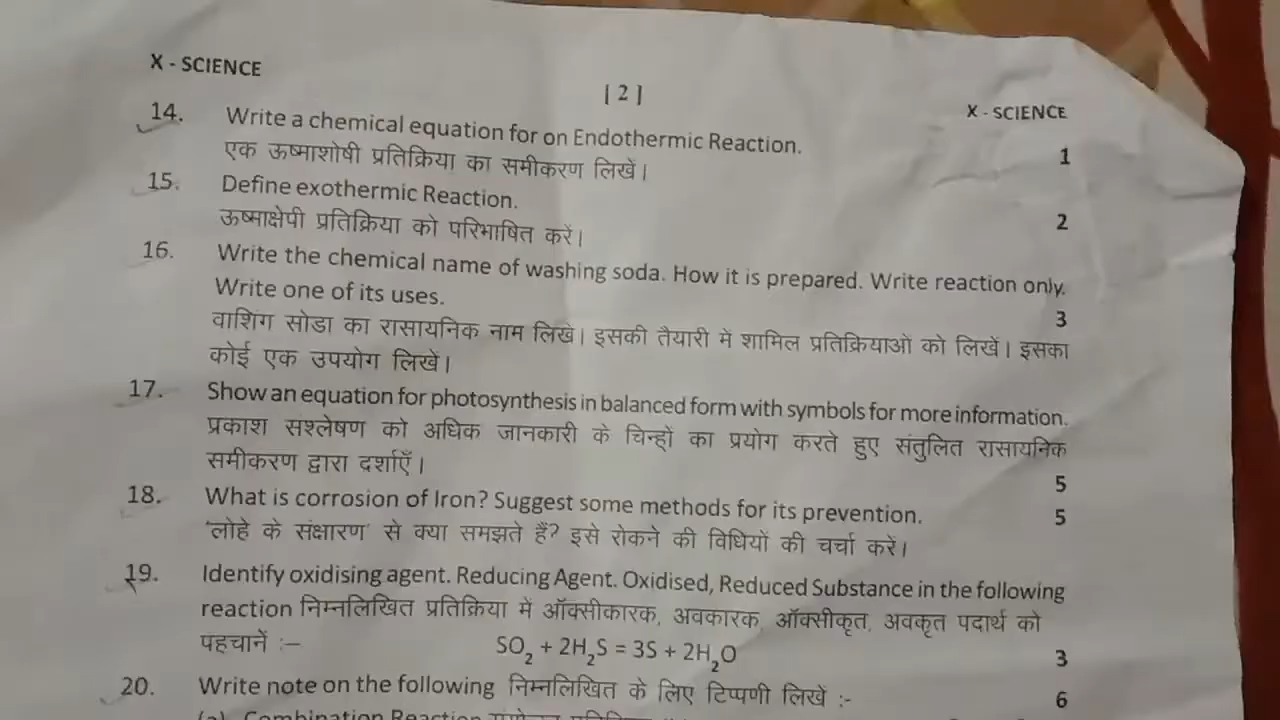 X - SCIENCE
[ 2 ]
X - SCIENCE
14. Write a chemical equation for on Endothermic Reaction.
एक ऊष्माशोषी प्रतिक्रिया का समीकरण लिखें। 1
15. Define exothermic Reaction.
ऊष्माक्षेपी प्रतिक्रिया को परिभाषित करें। 2
16. Write the chemical name of washing soda. How it is prepared. Write reaction only.
Write one of its uses. 3
वाशिंग सोडा का रासायनिक नाम लिखे। इसकी तैयारी में शामिल प्रतिक्रियाओं को लिखें। इसका
कोई एक उपयोग लिखें।
17. Show an equation for photosynthesis in balanced form with symbols for more information.
प्रकाश सश्लेषण को अधिक जानकारी के चिन्हों का प्रयोग करते हुए संतुलित रासायनिक
समीकरण द्वारा दर्शाएँ। 5
18. What is corrosion of Iron? Suggest some methods for its prevention. 5
'लोहे के संक्षारण' से क्या समझते हैं? इसे रोकने की विधियों की चर्चा करें।
19. Identify oxidising agent. Reducing Agent. Oxidised, Reduced Substance in the following
reaction निम्नलिखित प्रतिक्रिया में ऑक्सीकारक, अवकारक, ऑक्सीकृत, अवकृत पदार्थ को
पहचानें :–
SO₂ + 2H₂S = 3S + 2H₂O 3
20. Write note on the following निम्नलिखित के लिए टिप्पणी लिखें :- 6
(a) Combination Reaction